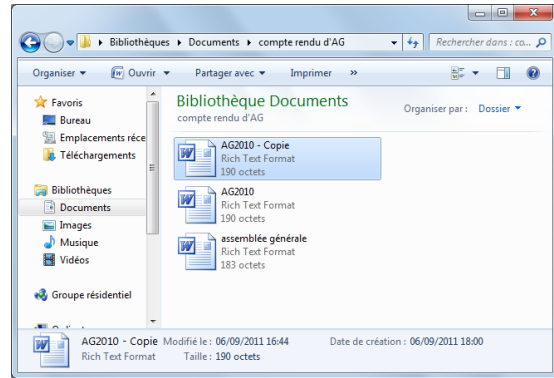 Bibliothèques ▸ Documents ▸ compte rendu d'AG
Rechercher dans : co...
Organiser
Ouvrir
Partager avec
Imprimer
»
Favoris
Bureau
Emplacements réce
Téléchargements
Bibliothèques
Documents
Images
Musique
Vidéos
Groupe résidentiel
Bibliothèque Documents
compte rendu d'AG
Organiser par : Dossier
AG2010 - Copie
Rich Text Format
190 octets
AG2010
Rich Text Format
190 octets
assemblée générale
Rich Text Format
183 octets
AG2010 - Copie Modifié le : 06/09/2011 16:44 Date de création : 06/09/2011 18:00
Rich Text Format Taille : 190 octets